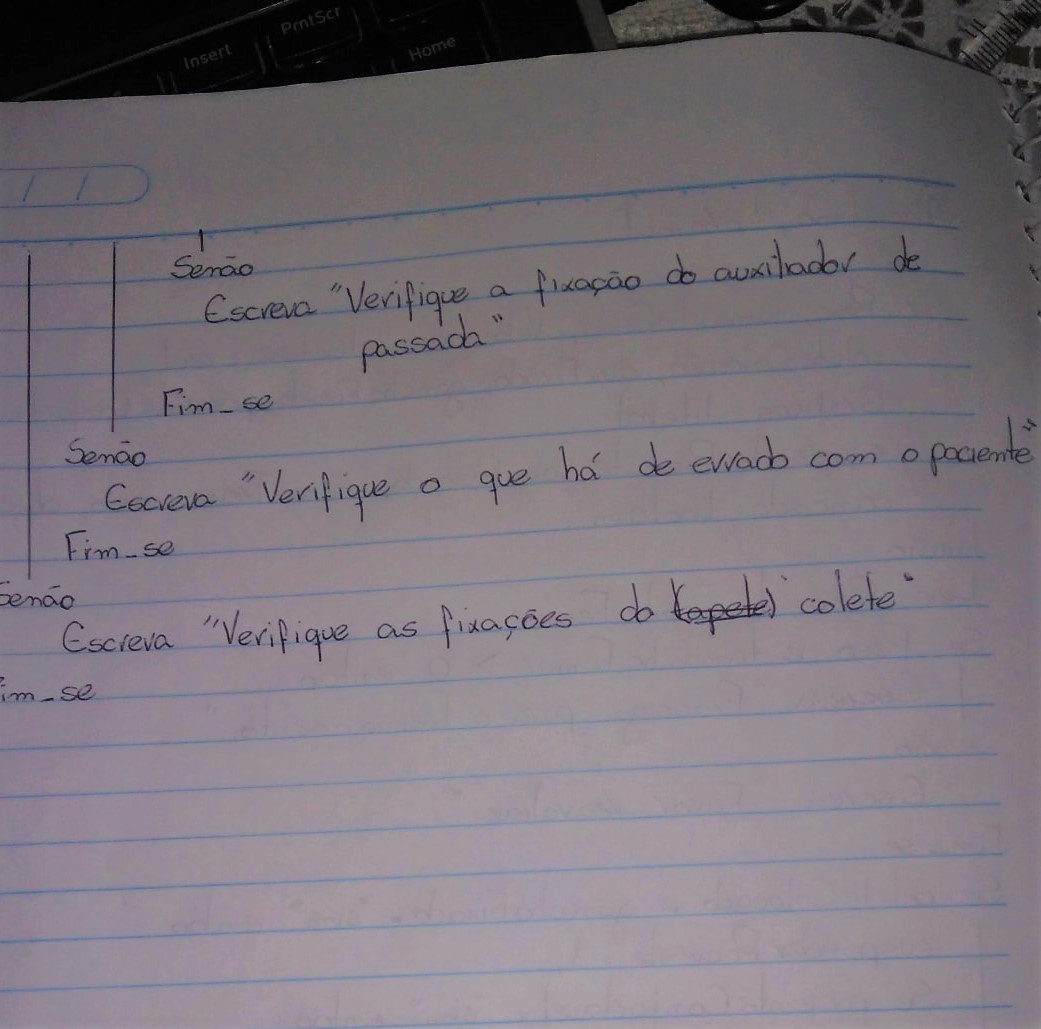 Insert
PrntScr
Home
Senão
Escreva "Verifique a fixação do auxiliador de
passada"
Fim_se
Senão
Escreva "Verifique o que há de errado com o paciente"
Fim_se
Senão
Escreva "Verifique as fixações do (tapete) colete"
Fim_se